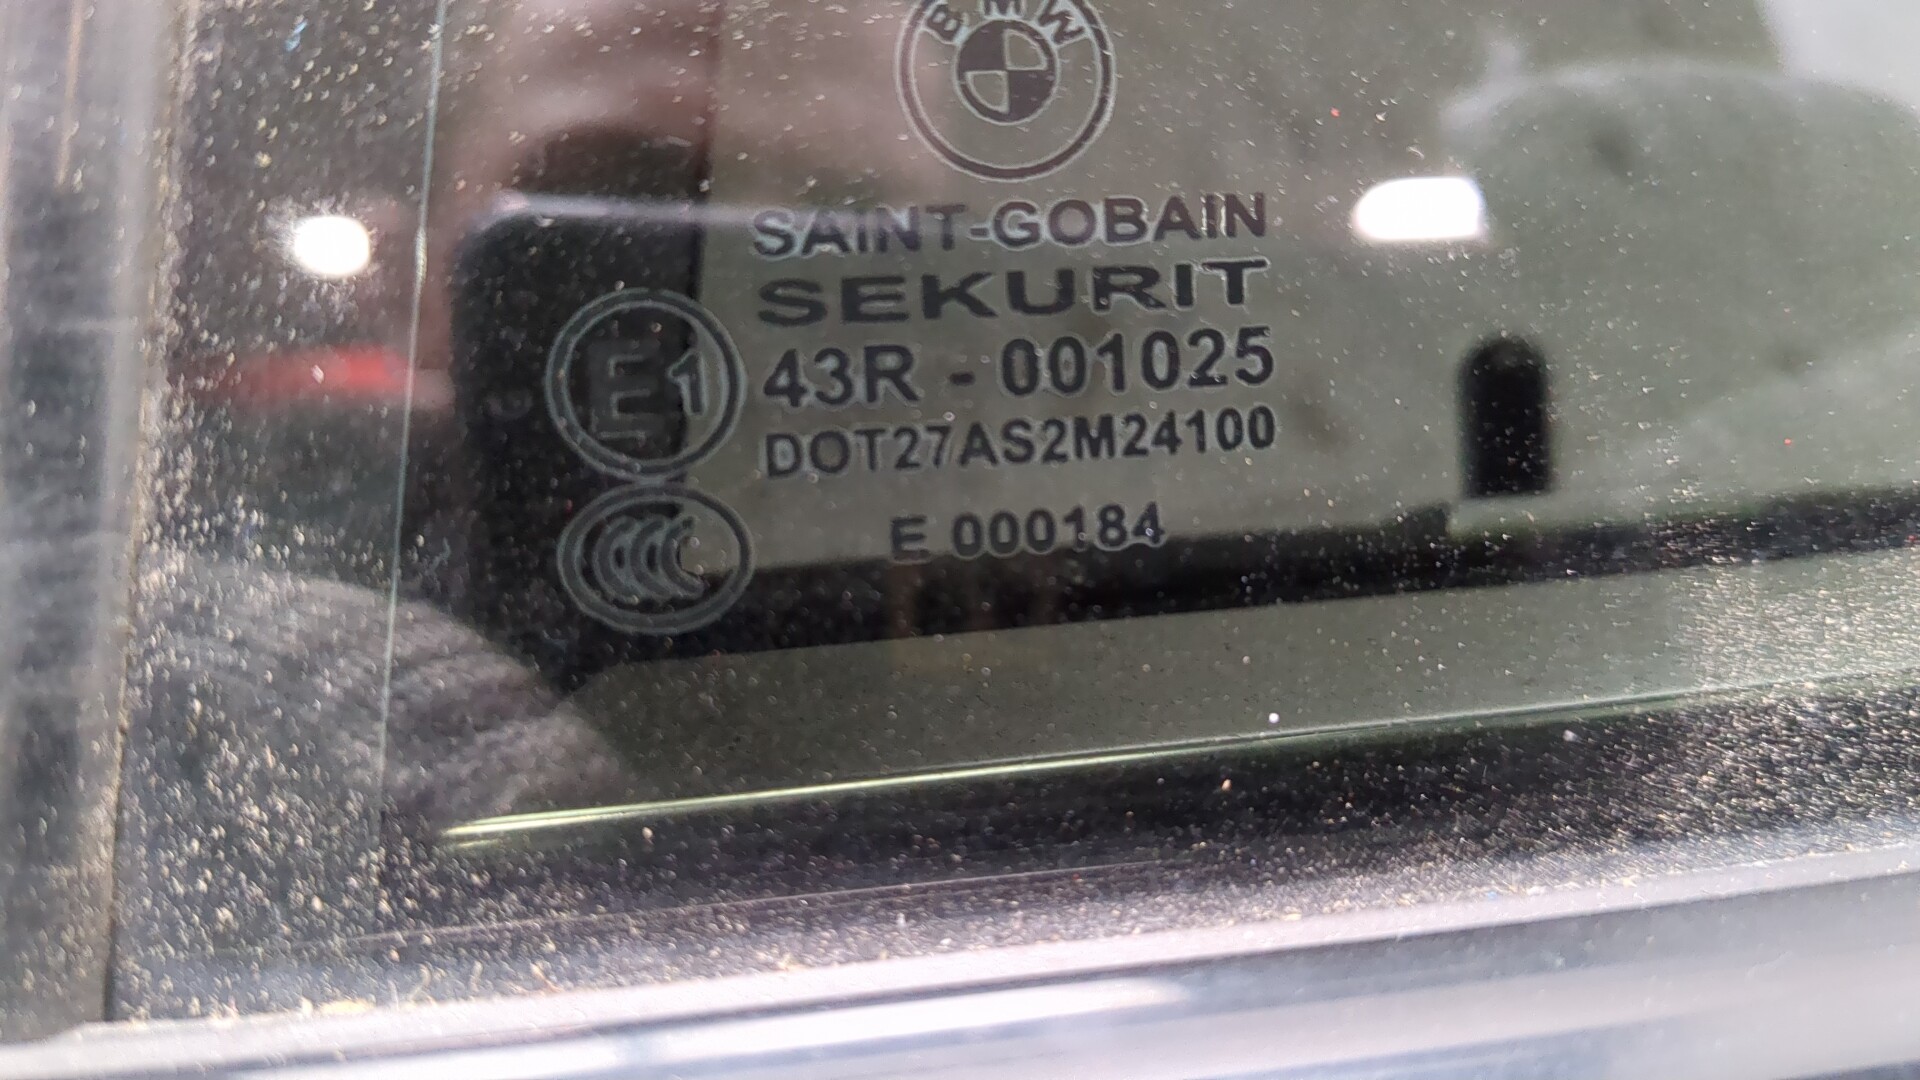 BMW
SAINT-GOBAIN
SEKURIT
E1
43R - 001025
DOT27AS2M24100
CCC
E 000184